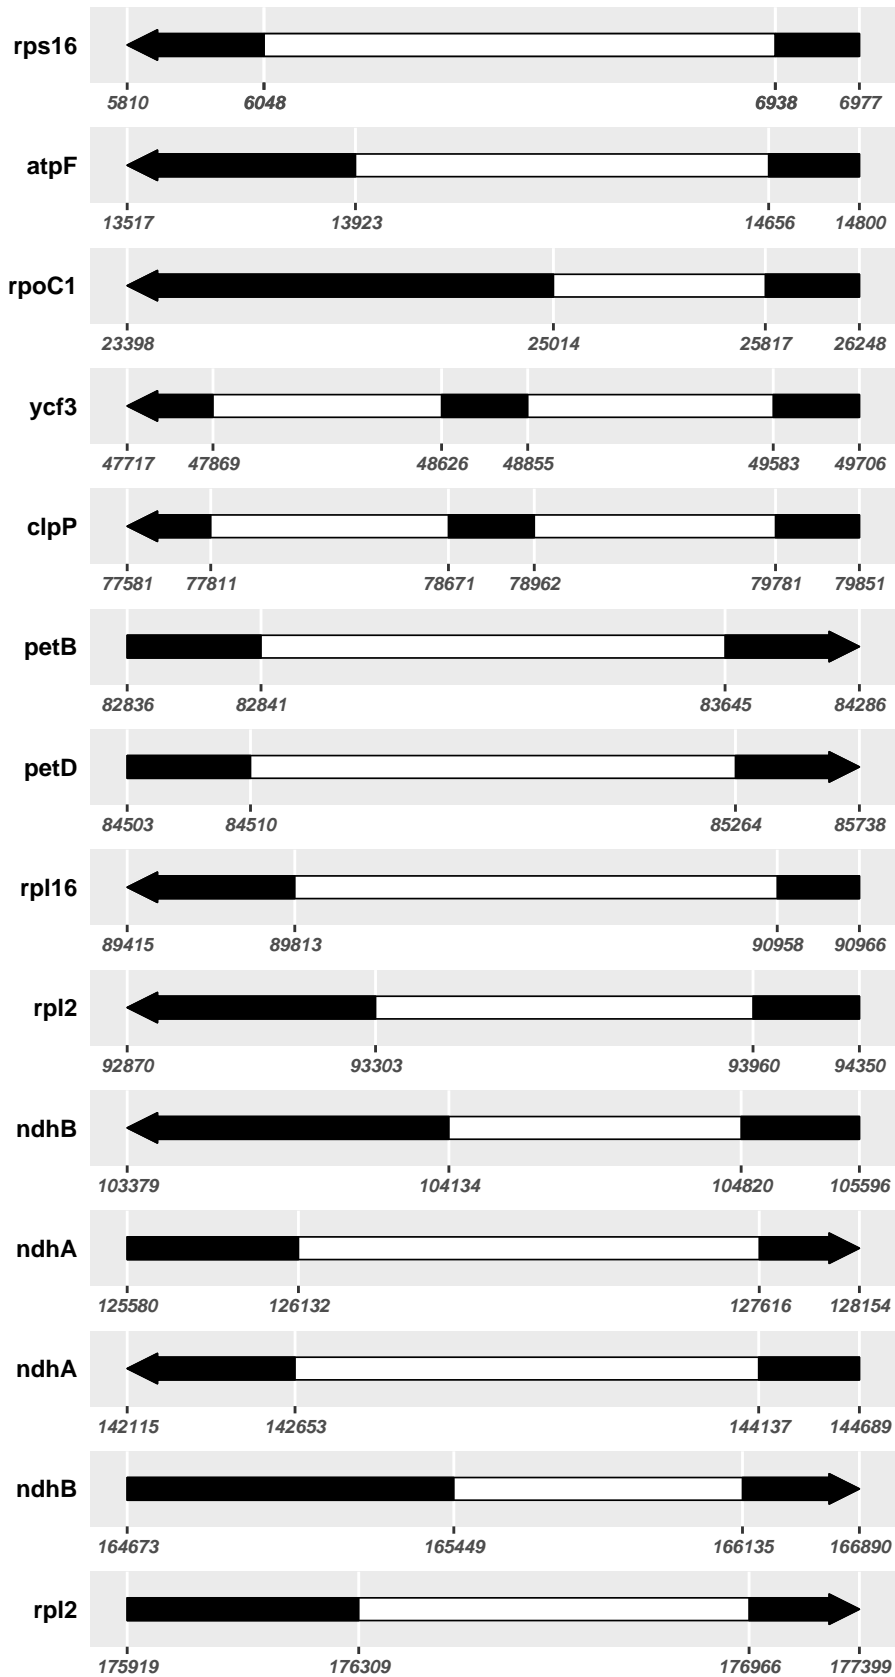 rps16
5810 6048 6938 6977
atpF
13517 13923 14656 14800
rpoC1
23398 25014 25817 26248
ycf3
47717 47869 48626 48855 49583 49706
clpP
77581 77811 78671 78962 79781 79851
petB
82836 82841 83645 84286
petD
84503 84510 85264 85738
rpl16
89415 89813 90958 90966
rpl2
92870 93303 93960 94350
ndhB
103379 104134 104820 105596
ndhA
125580 126132 127616 128154
ndhA
142115 142653 144137 144689
ndhB
164673 165449 166135 166890
rpl2
175919 176309 176966 177399